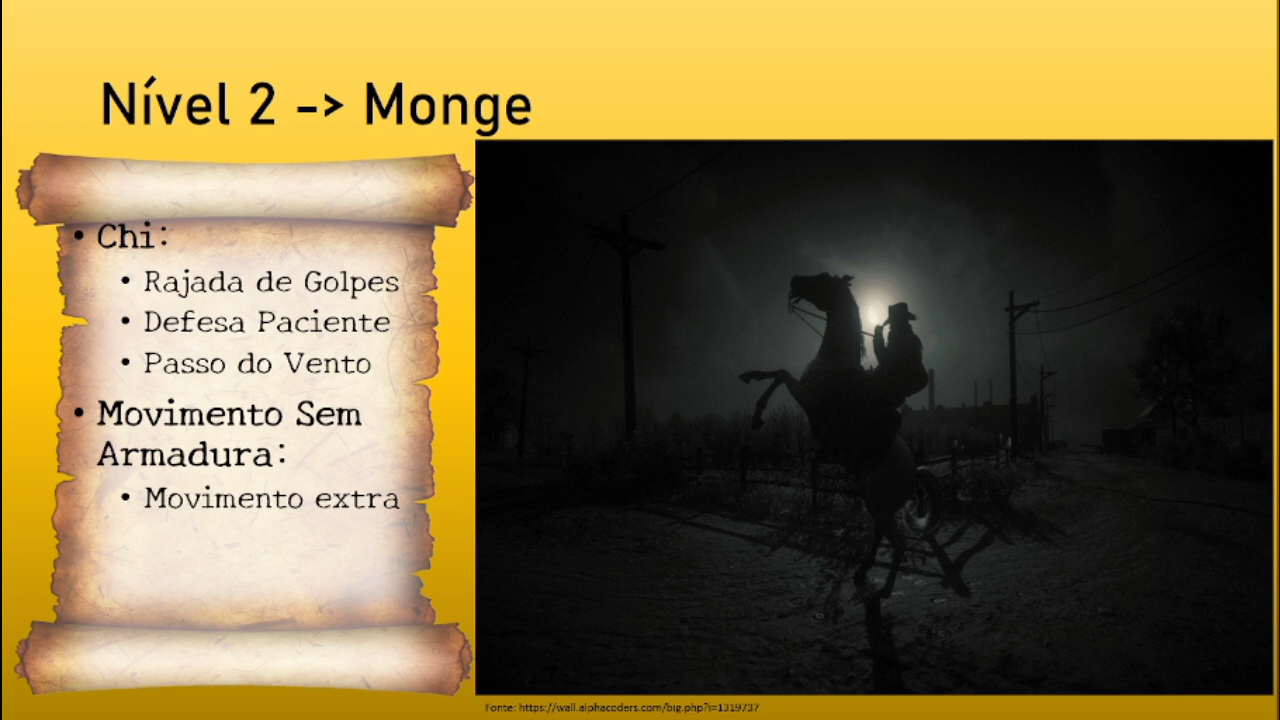 Nível 2 -> Monge
• Chi:
• Rajada de Golpes
• Defesa Paciente
• Passo do Vento
• Movimento Sem
Armadura:
• Movimento extra
Fonte: https://wall.alphacoders.com/big.php?i=1319737